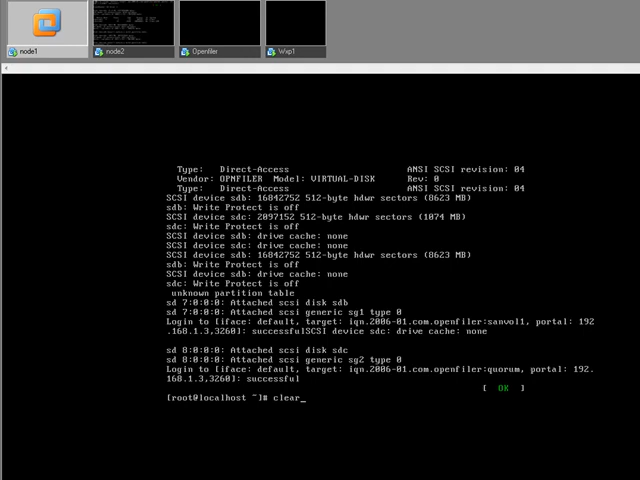 node1
node2
Openfiler
Wxp1
Type: Direct-Access ANSI SCSI revision: 04
Vendor: OPNFILER Model: VIRTUAL-DISK Rev: 0
Type: Direct-Access ANSI SCSI revision: 04
SCSI device sdb: 16842752 512-byte hdwr sectors (8623 MB)
sdb: Write Protect is off
SCSI device sdc: 2097152 512-byte hdwr sectors (1074 MB)
sdc: Write Protect is off
SCSI device sdb: drive cache: none
SCSI device sdc: drive cache: none
SCSI device sdb: 16842752 512-byte hdwr sectors (8623 MB)
sdb: Write Protect is off
SCSI device sdb: drive cache: none
sdc: Write Protect is off
unknown partition table
sd 7:0:0:0: Attached scsi disk sdb
sd 7:0:0:0: Attached scsi generic sg1 type 0
Login to [iface: default, target: iqn.2006-01.com.openfiler:sanvol1, portal: 192
.168.1.3,3260]: successfulSCSI device sdc: drive cache: none
sd 8:0:0:0: Attached scsi disk sdc
sd 8:0:0:0: Attached scsi generic sg2 type 0
Login to [iface: default, target: iqn.2006-01.com.openfiler:quorum, portal: 192.
168.1.3,3260]: successful
[ OK ]
[root@localhost ~]# clear_